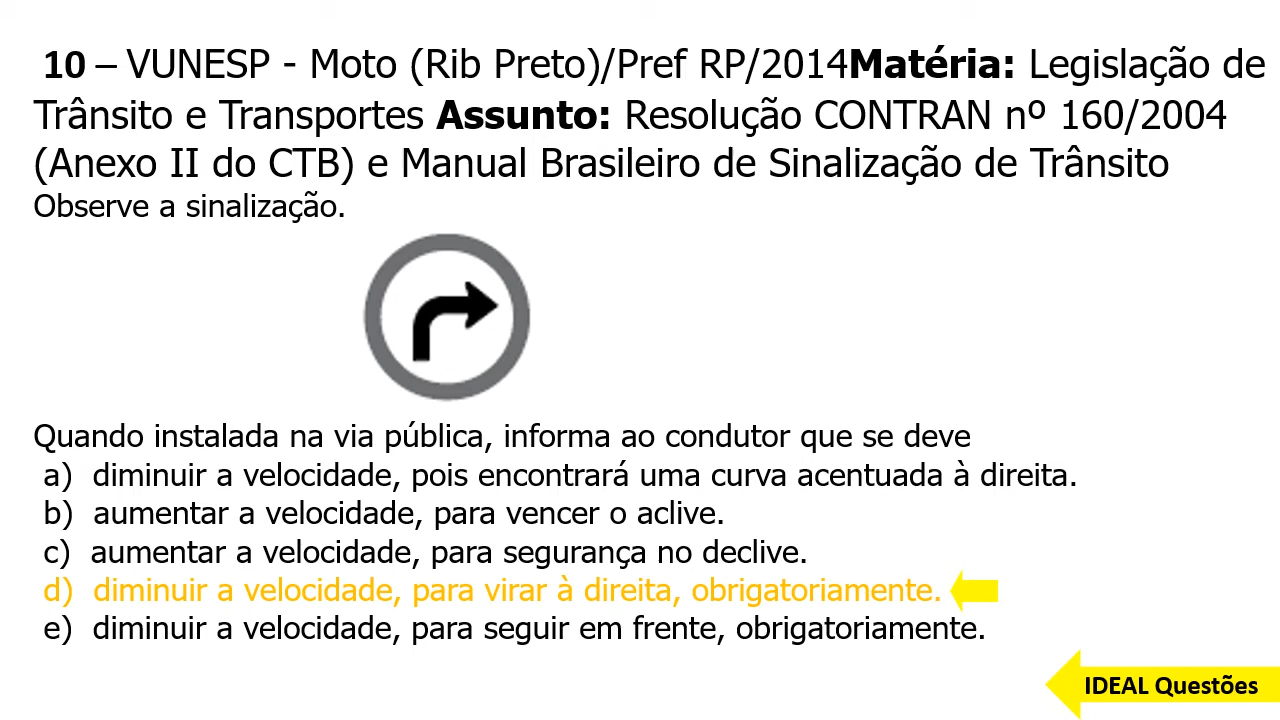 10 – VUNESP - Moto (Rib Preto)/Pref RP/2014Matéria: Legislação de
Trânsito e Transportes Assunto: Resolução CONTRAN nº 160/2004
(Anexo II do CTB) e Manual Brasileiro de Sinalização de Trânsito
Observe a sinalização.
Quando instalada na via pública, informa ao condutor que se deve
a) diminuir a velocidade, pois encontrará uma curva acentuada à direita.
b) aumentar a velocidade, para vencer o aclive.
c) aumentar a velocidade, para segurança no declive.
d) diminuir a velocidade, para virar à direita, obrigatoriamente.
e) diminuir a velocidade, para seguir em frente, obrigatoriamente.
IDEAL Questões